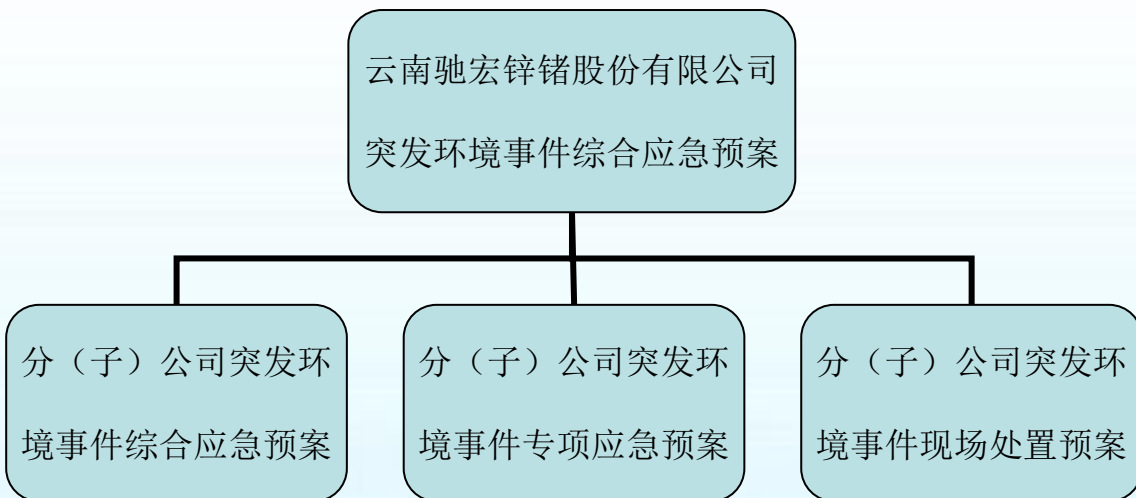 云南驰宏锌锗股份有限公司
突发环境事件综合应急预案
分（子）公司突发环
境事件综合应急预案
分（子）公司突发环
境事件专项应急预案
分（子）公司突发环
境事件现场处置预案